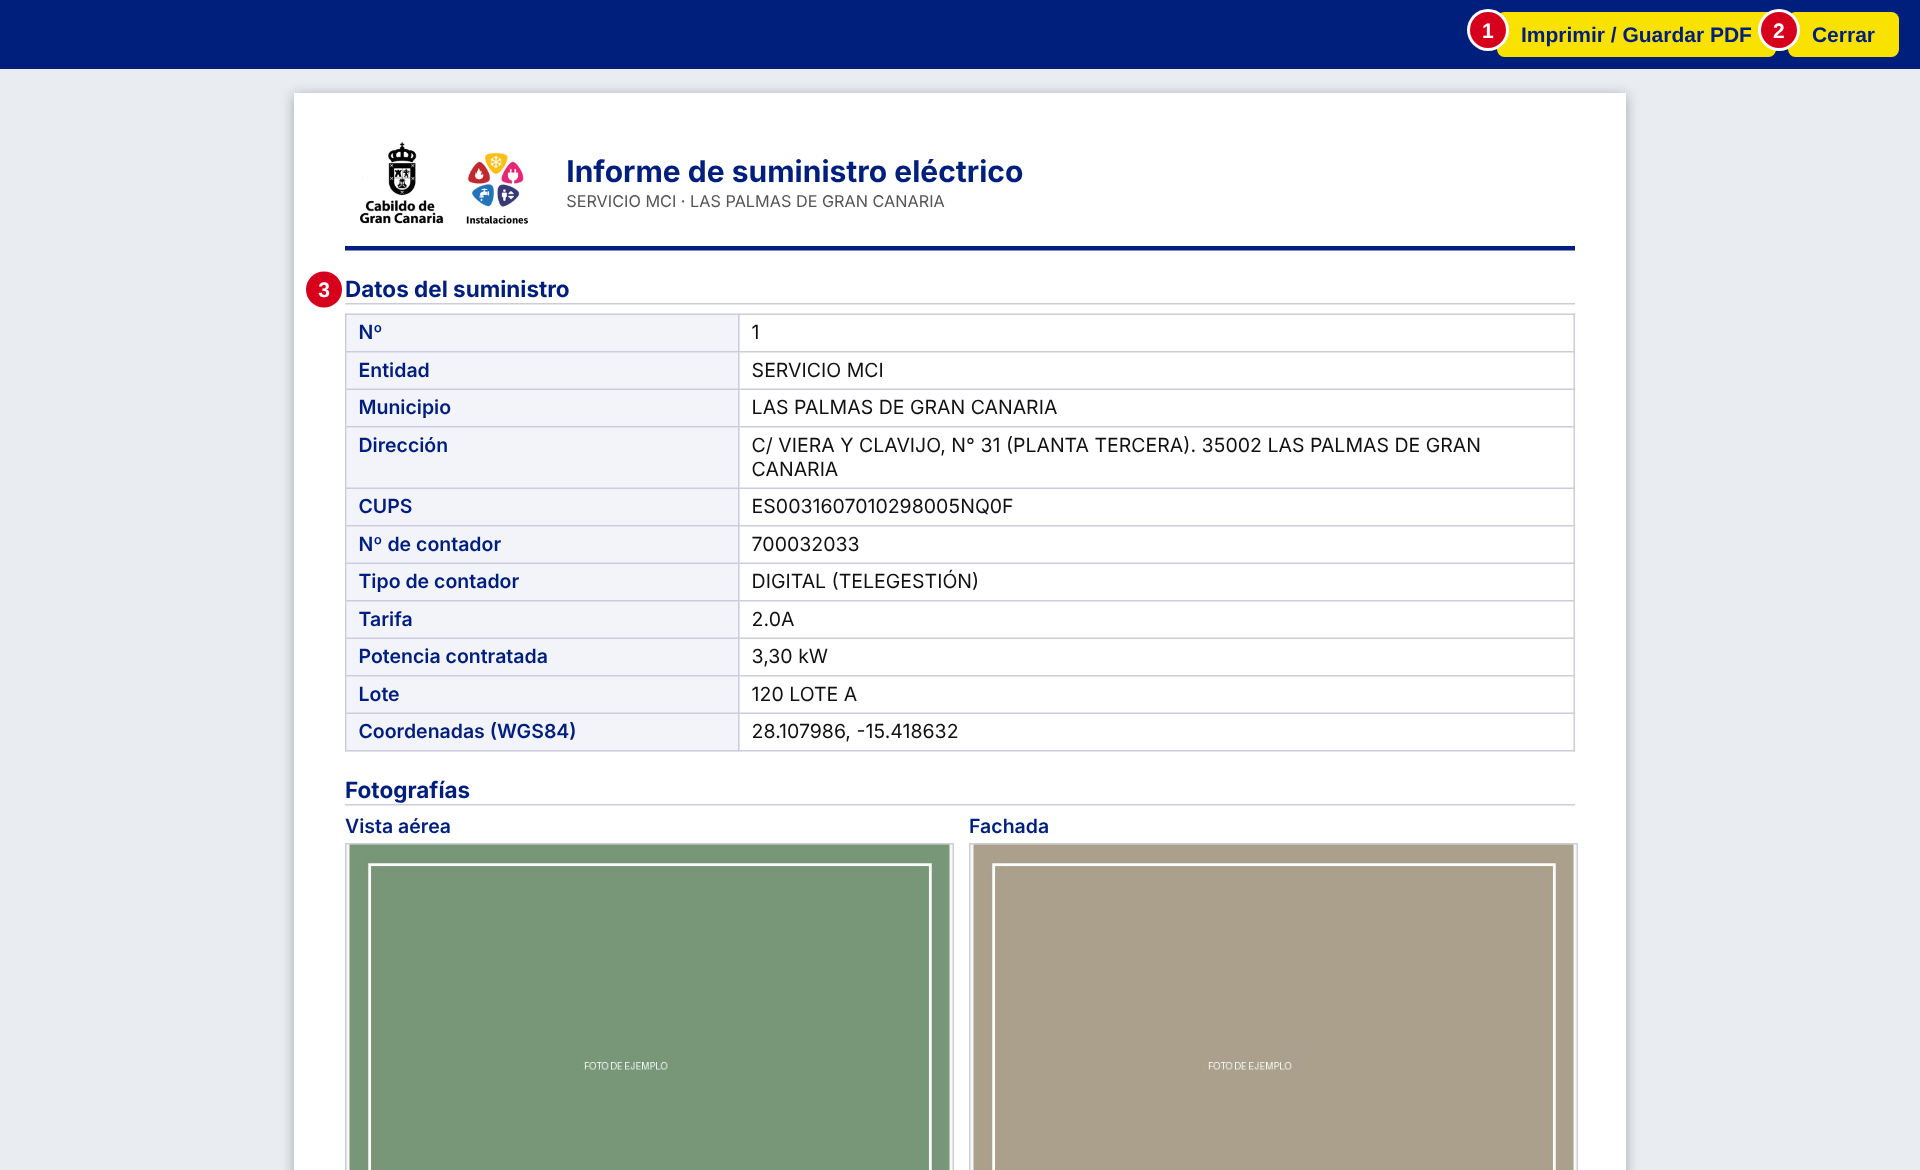 1 Imprimir / Guardar PDF 2 Cerrar
Cabildo de
Gran Canaria
Instalaciones
Informe de suministro eléctrico
SERVICIO MCI · LAS PALMAS DE GRAN CANARIA
3 Datos del suministro
Nº 1
Entidad SERVICIO MCI
Municipio LAS PALMAS DE GRAN CANARIA
Dirección C/ VIERA Y CLAVIJO, N° 31 (PLANTA TERCERA). 35002 LAS PALMAS DE GRAN
CANARIA
CUPS ES0031607010298005NQ0F
Nº de contador 700032033
Tipo de contador DIGITAL (TELEGESTIÓN)
Tarifa 2.0A
Potencia contratada 3,30 kW
Lote 120 LOTE A
Coordenadas (WGS84) 28.107986, -15.418632
Fotografías
Vista aérea Fachada
FOTO DE EJEMPLO FOTO DE EJEMPLO